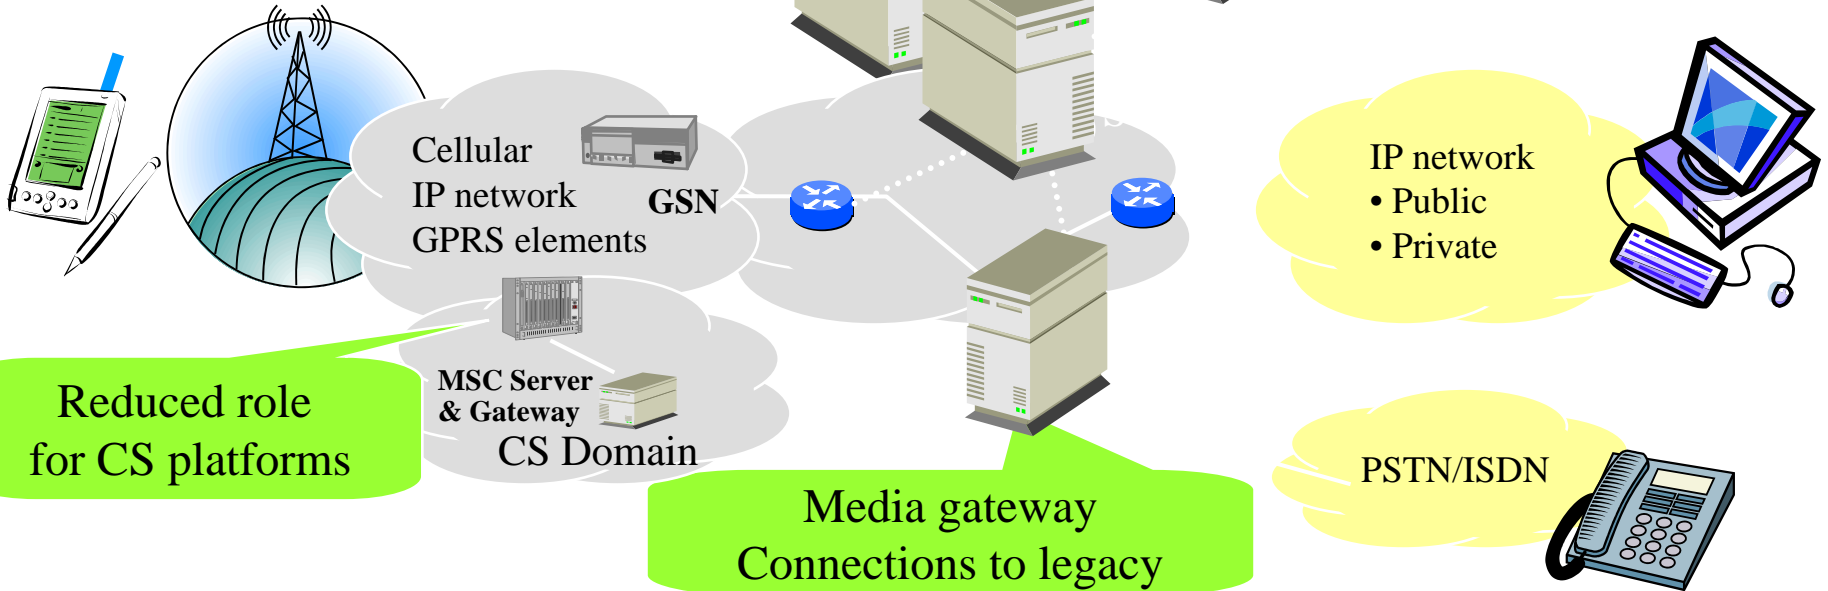 Cellular
IP network
GPRS elements
GSN
MSC Server
& Gateway
CS Domain
Reduced role
for CS platforms
Media gateway
Connections to legacy
IP network
• Public
• Private
PSTN/ISDN